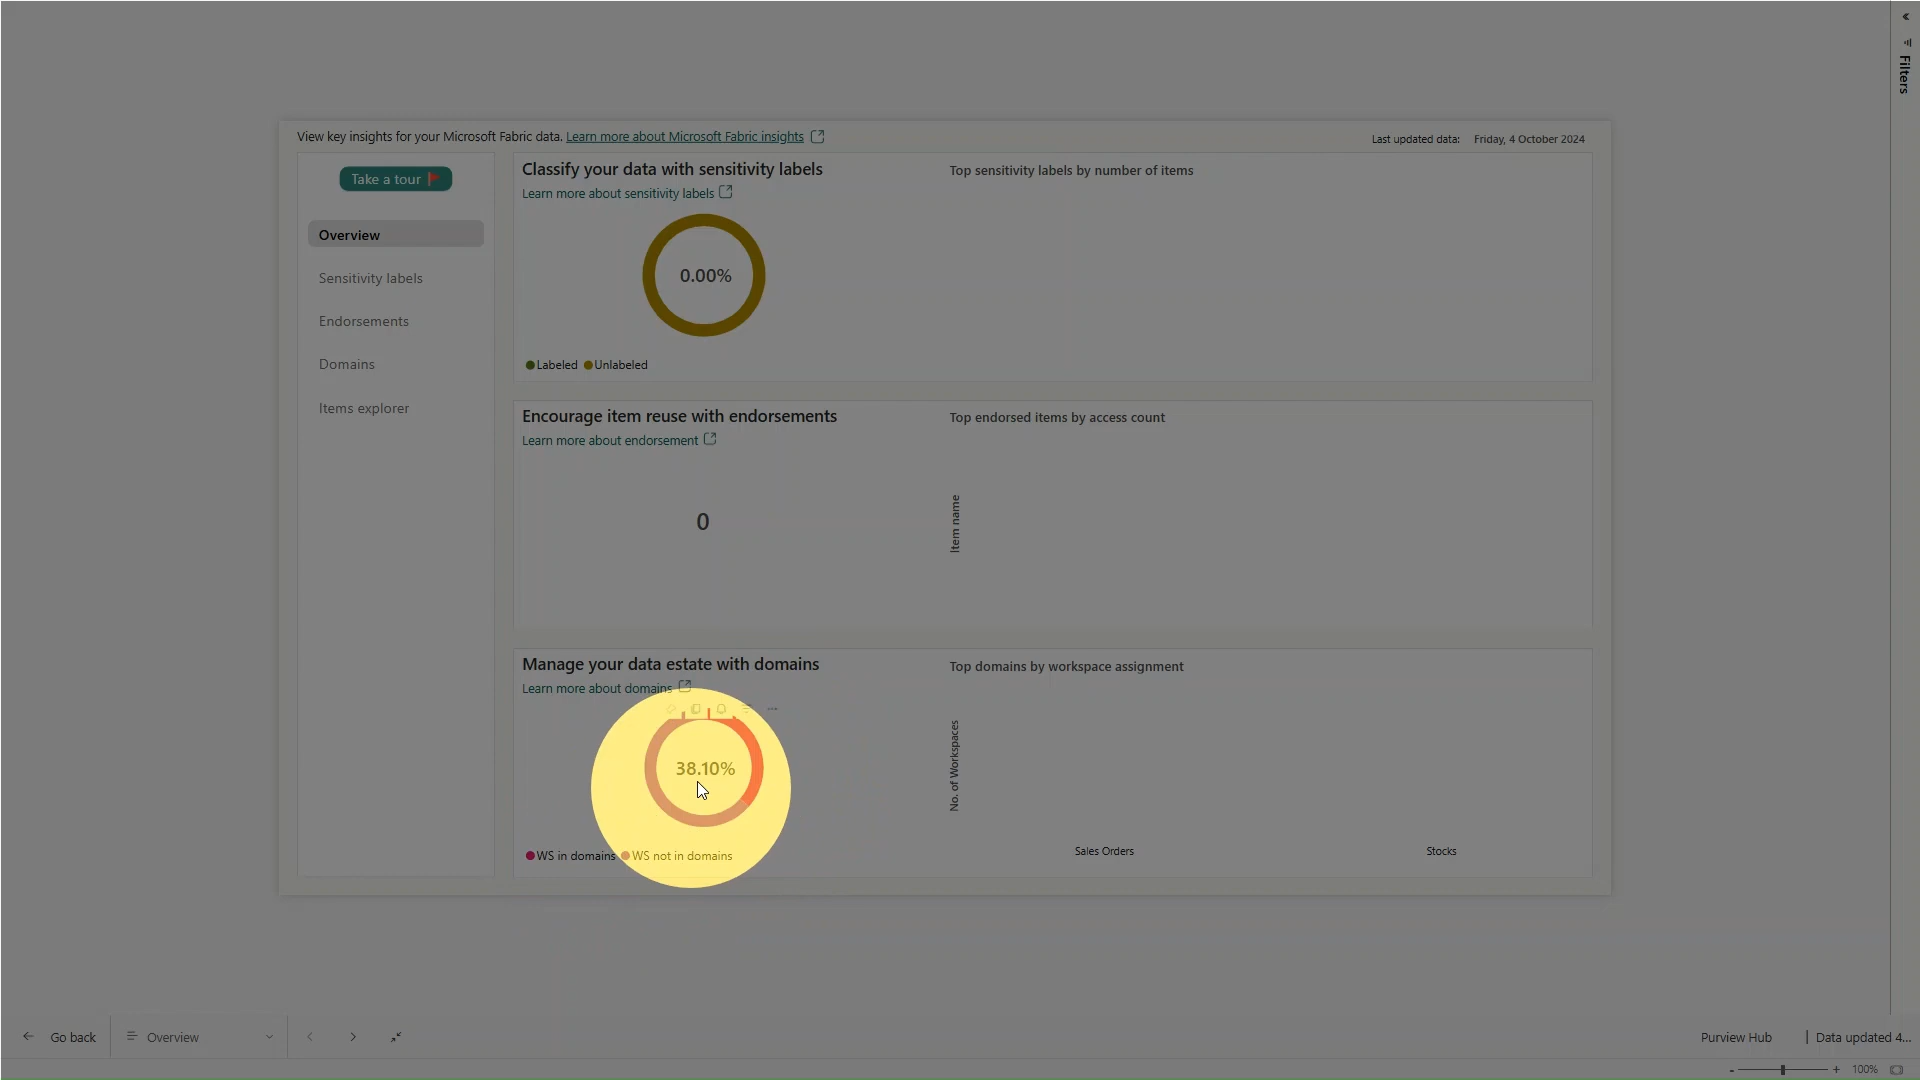 View key insights for your Microsoft Fabric data. Learn more about Microsoft Fabric insights
Last updated data: Friday, 4 October 2024
Filters
Take a tour
Overview
Sensitivity labels
Endorsements
Domains
Items explorer
Classify your data with sensitivity labels
Learn more about sensitivity labels
0.00%
Labeled Unlabeled
Top sensitivity labels by number of items
Encourage item reuse with endorsements
Learn more about endorsement
0
Top endorsed items by access count
Item name
Manage your data estate with domains
Learn more about domains
38.10%
WS in domains WS not in domains
Top domains by workspace assignment
No. of Workspaces
Sales Orders
Stocks
Go back
Overview
Purview Hub | Data updated 4...
- + 100%